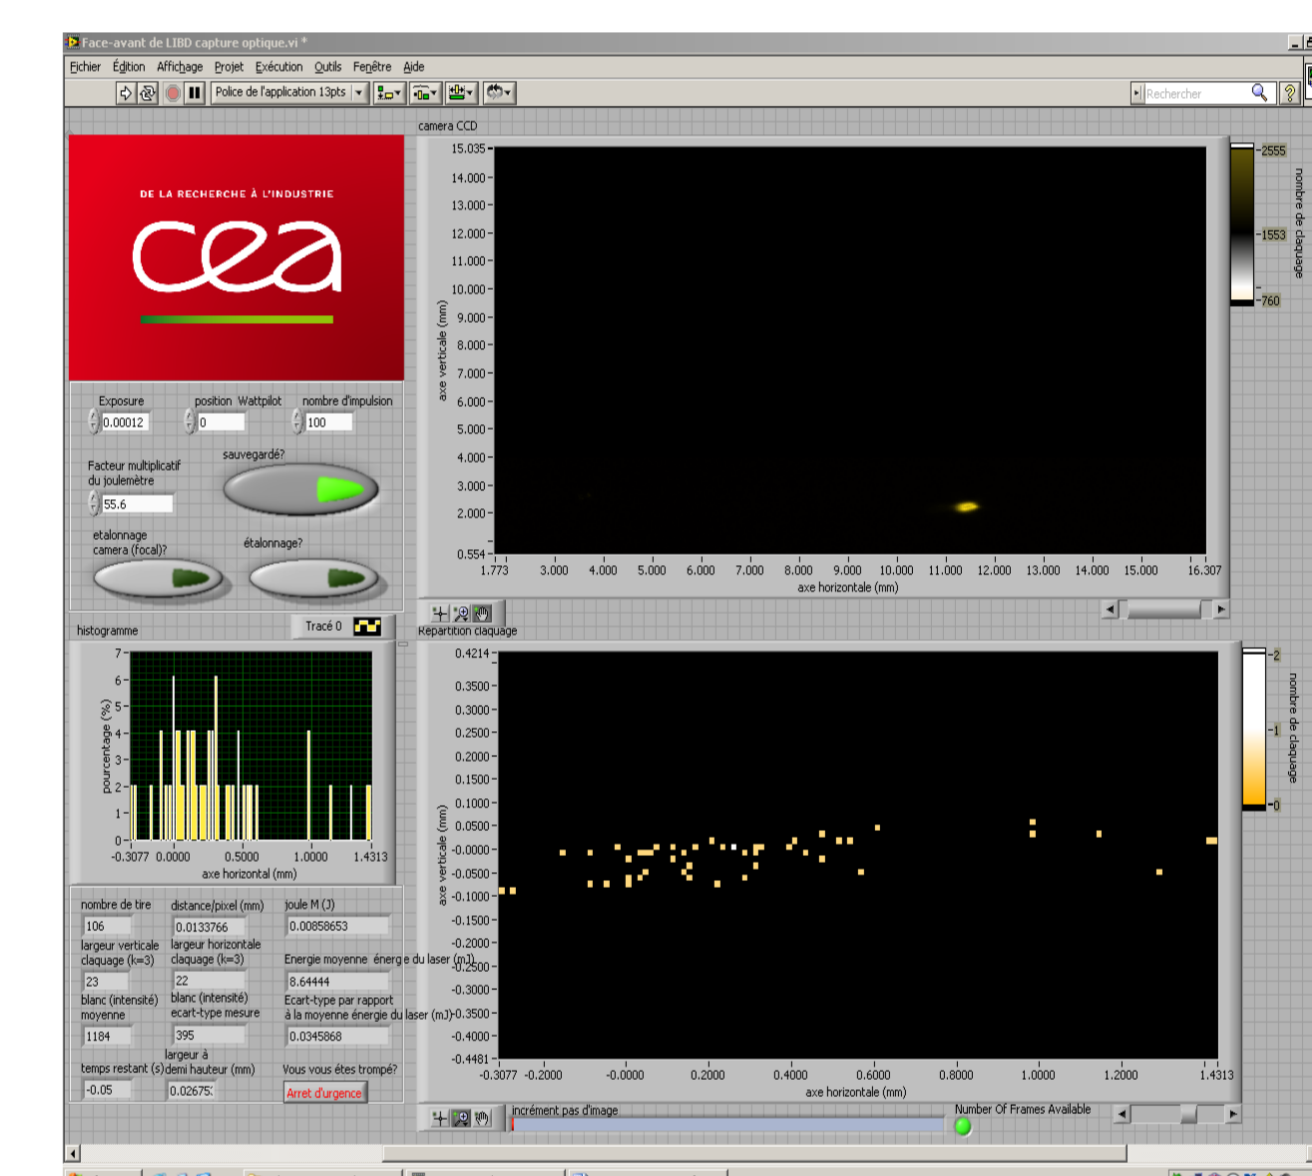 Face-avant de LIBD capture optique.vi *
Fichier Édition Affichage Projet Exécution Outils Fenêtre Aide
Police de l'application 13pts
Rechercher
DE LA RECHERCHE À L'INDUSTRIE
cea
Exposure position Wattpilot nombre d'impulsion
0.00012 0 100
Facteur multiplicatif
du joulemètre
sauvegardé?
55.6
etalonnage
camera (focal)?
étalonnage?
camera CCD
15.035
14.000
13.000
12.000
11.000
10.000
9.000
8.000
7.000
6.000
5.000
4.000
3.000
2.000
0.554
axe verticale (mm)
1.773 3.000 4.000 5.000 6.000 7.000 8.000 9.000 10.000 11.000 12.000 13.000 14.000 15.000 16.307
axe horizontale (mm)
2555
1553
760
nombre de claquage
histogramme
Tracé 0
7
6
5
4
3
2
1
0
pourcentage (%)
-0.3077 0.0000 0.5000 1.0000 1.4313
axe horizontal (mm)
nombre de tire distance/pixel (mm) joule M (J)
106 0.0133766 0.00858653
largeur verticale
claquage (k=3)
largeur horizontale
claquage (k=3)
Energie moyenne énergie du laser (mJ)
23 22 8.64444
blanc (intensité)
moyenne
blanc (intensité)
ecart-type mesure
Ecart-type par rapport
à la moyenne énergie du laser (mJ)
1184 395 0.0345868
temps restant (s)
largeur à
demi hauteur (mm)
Vous vous étes trompé?
-0.05 0.02675 Arret d'urgence
Repartition claquage
0.4214
0.3500
0.3000
0.2500
0.2000
0.1500
0.1000
0.0500
-0.0000
-0.0500
-0.1000
-0.1500
-0.2000
-0.2500
-0.3000
-0.3500
-0.4000
-0.4481
axe verticale (mm)
-0.3077 -0.2000 -0.0000 0.2000 0.4000 0.6000 0.8000 1.0000 1.2000 1.4313
axe horizontale (mm)
2
1
0
nombre de claquage
incrément pas d'image
Number Of Frames Available